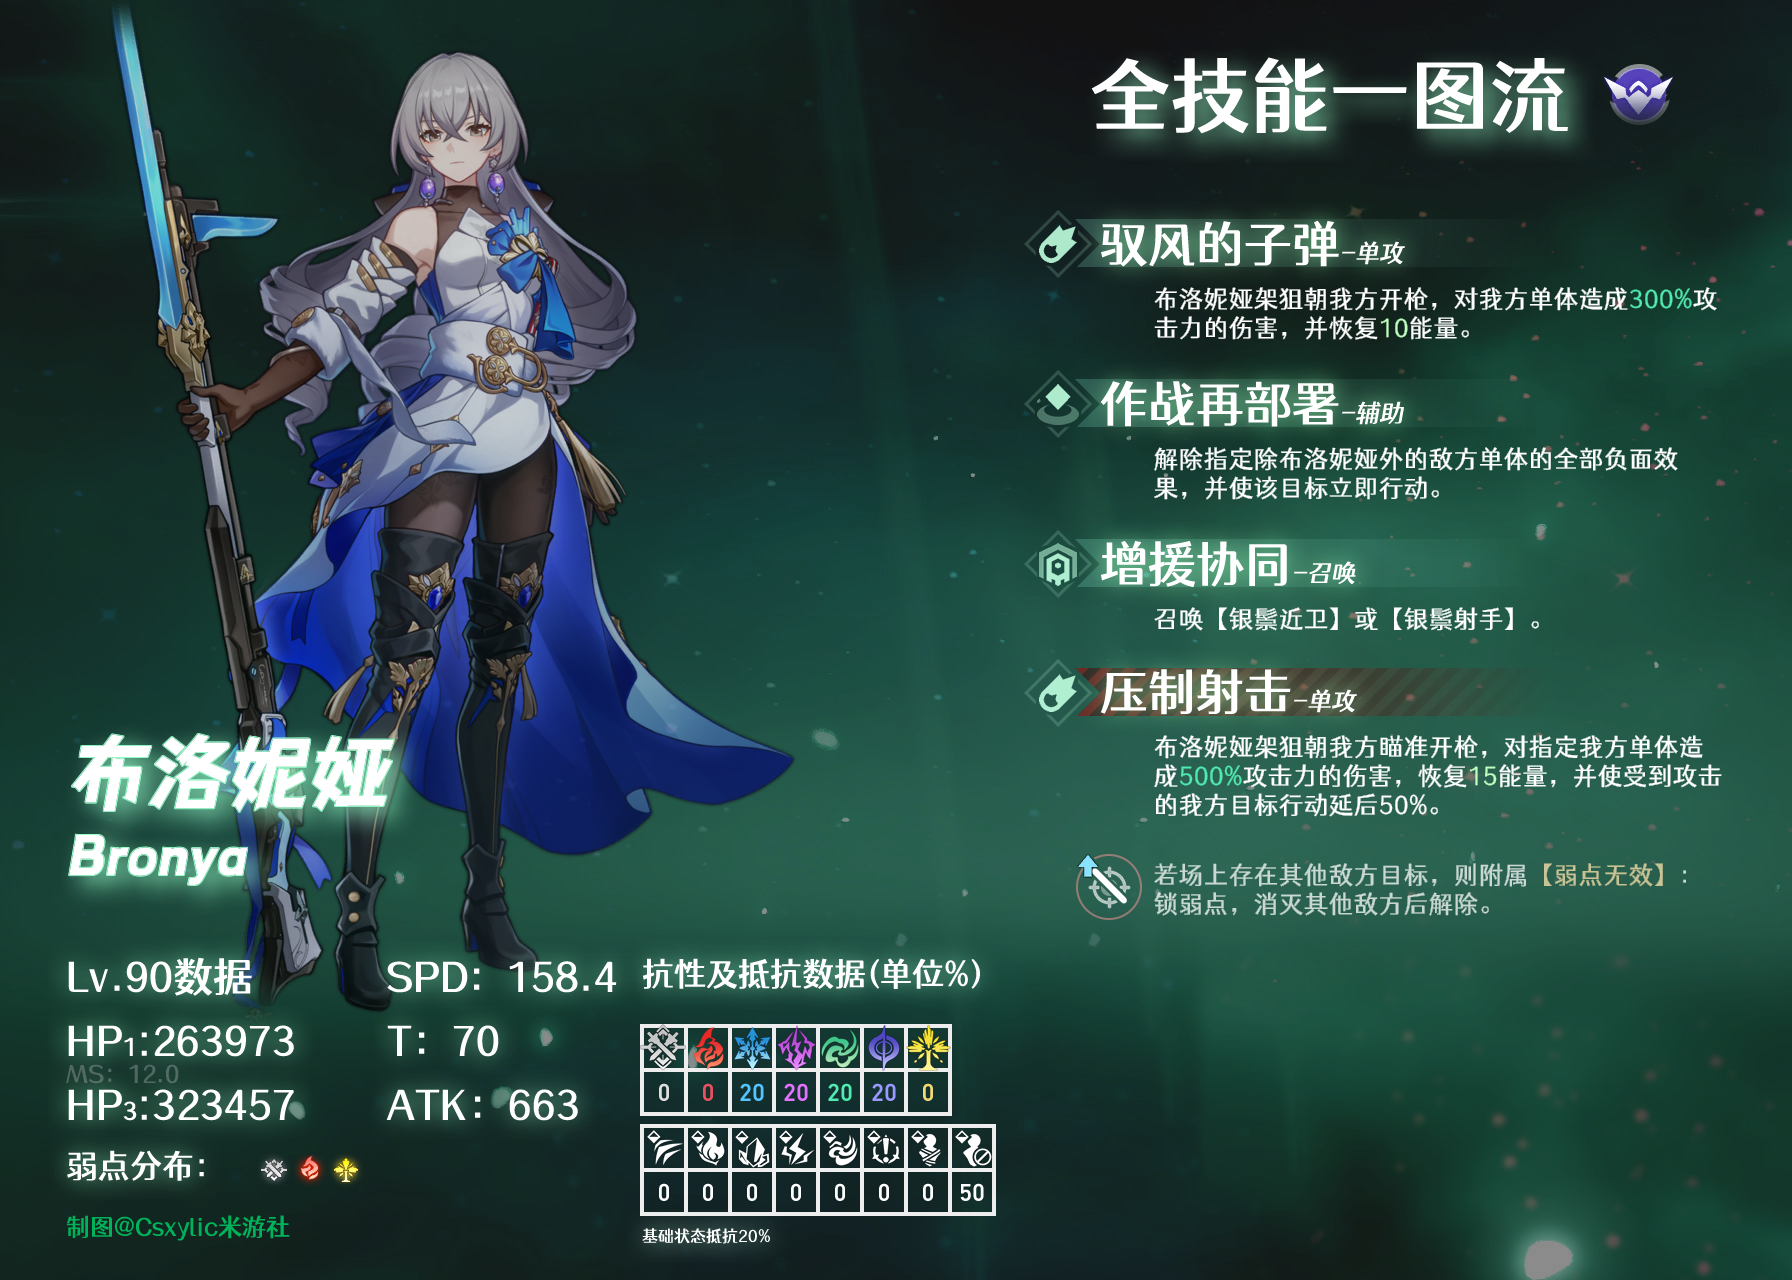 全技能一图流
驭风的子弹-单攻
布洛妮娅架狙朝我方开枪，对我方单体造成300%攻
击力的伤害，并恢复10能量。
作战再部署-辅助
解除指定除布洛妮娅外的敌方单体的全部负面效
果，并使该目标立即行动。
增援协同-召唤
召唤【银鬃近卫】或【银鬃射手】。
压制射击-单攻
布洛妮娅架狙朝我方瞄准开枪，对指定我方单体造
成500%攻击力的伤害，恢复15能量，并使受到攻击
的我方目标行动延后50%。
若场上存在其他敌方目标，则附属【弱点无效】：
锁弱点，消灭其他敌方后解除。
布洛妮娅
Bronya
Lv.90数据
SPD: 158.4
HP1:263973
T: 70
MS: 12.0
HP3:323457
ATK: 663
弱点分布:
制图@Csxylic米游社
抗性及抵抗数据(单位%)
0 0 20 20 20 20 0
0 0 0 0 0 0 0 50
基础状态抵抗20%